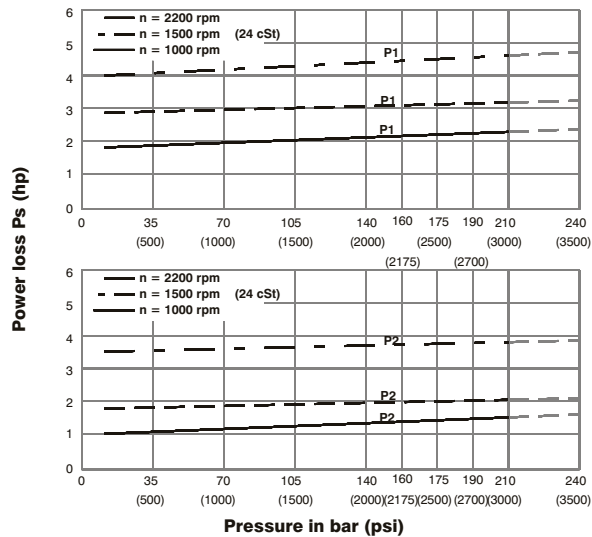 Power loss Ps (hp)
6
5
4
3
2
1
0
n = 2200 rpm
n = 1500 rpm (24 cSt)
n = 1000 rpm
P1
P1
P1
0 35 70 105 140 160 175 190 210 240
(500) (1000) (1500) (2000) (2500) (3000) (3500)
(2175) (2700)
6
5
4
3
2
1
0
n = 2200 rpm
n = 1500 rpm (24 cSt)
n = 1000 rpm
P2
P2
P2
0 35 70 105 140 160 175 190 210 240
(500) (1000) (1500) (2000)(2175)(2500) (2700)(3000) (3500)
Pressure in bar (psi)